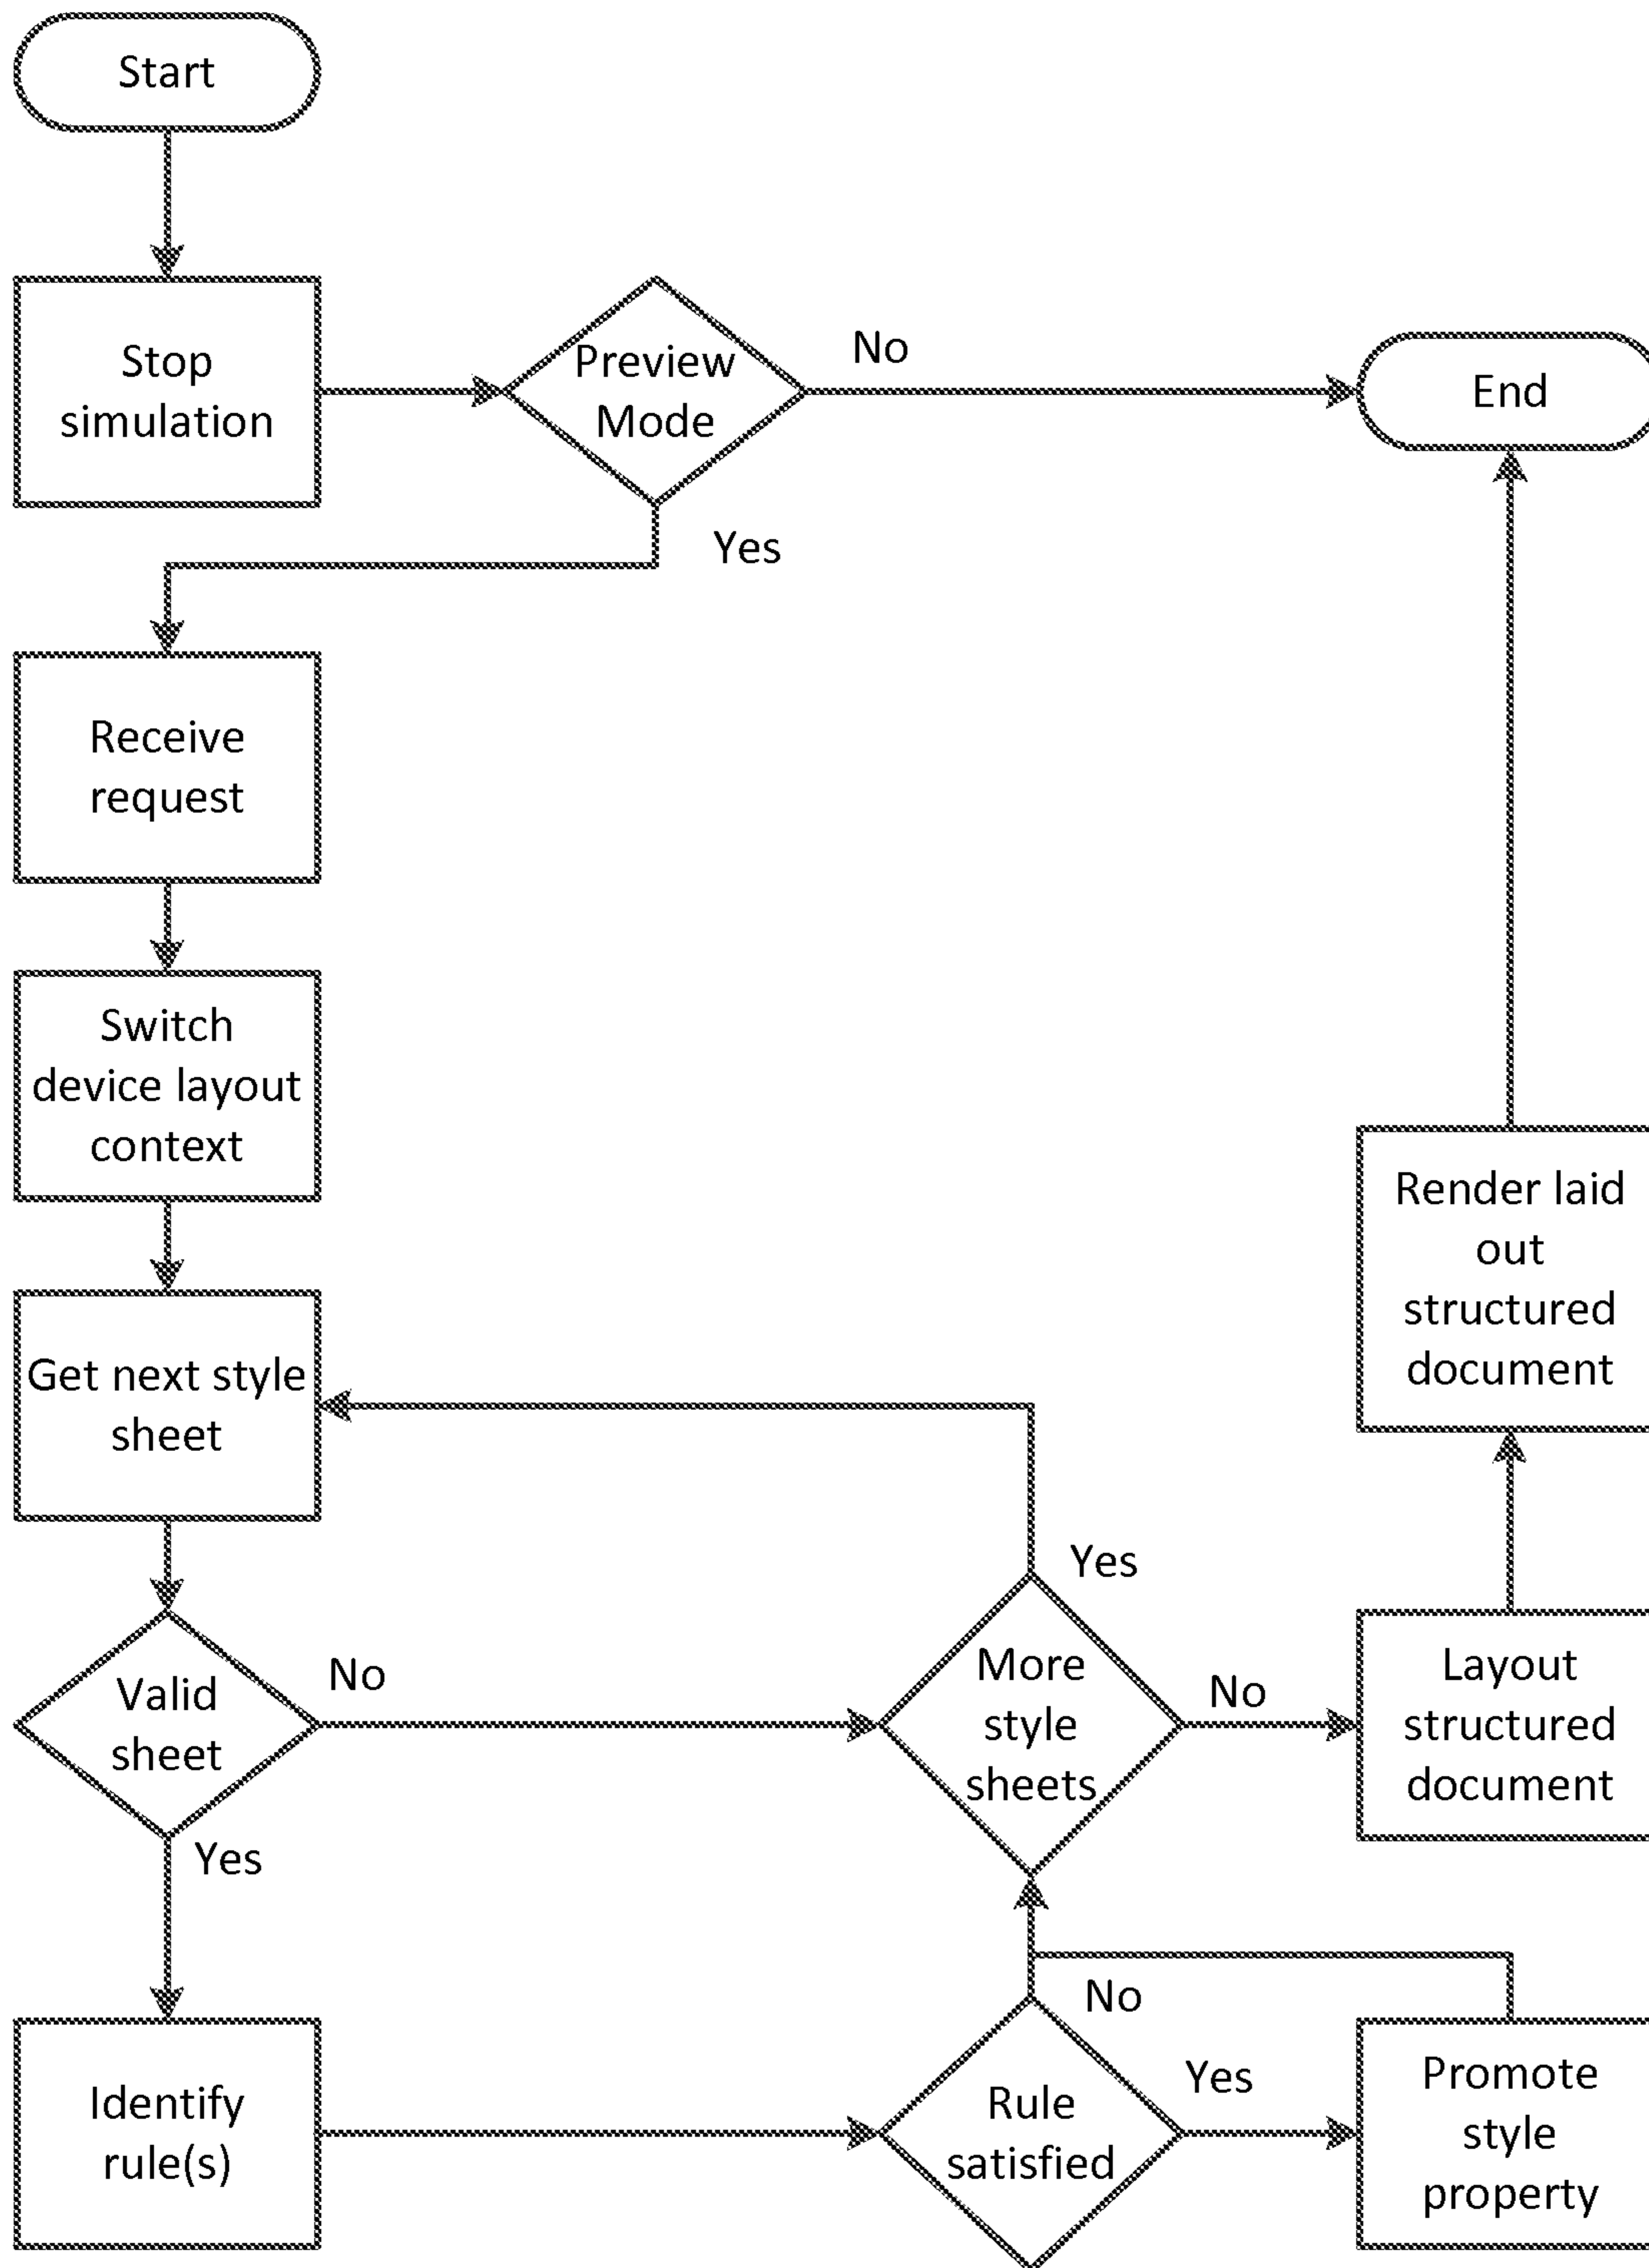 Start
Stop
simulation
Preview
Mode
No
End
Yes
Receive
request
Switch
device layout
context
Render laid
out
structured
document
Get next style
sheet
Yes
Valid
sheet
No
More
style
sheets
No
Layout
structured
document
Yes
No
Identify
rule(s)
Rule
satisfied
Yes
Promote
style
property